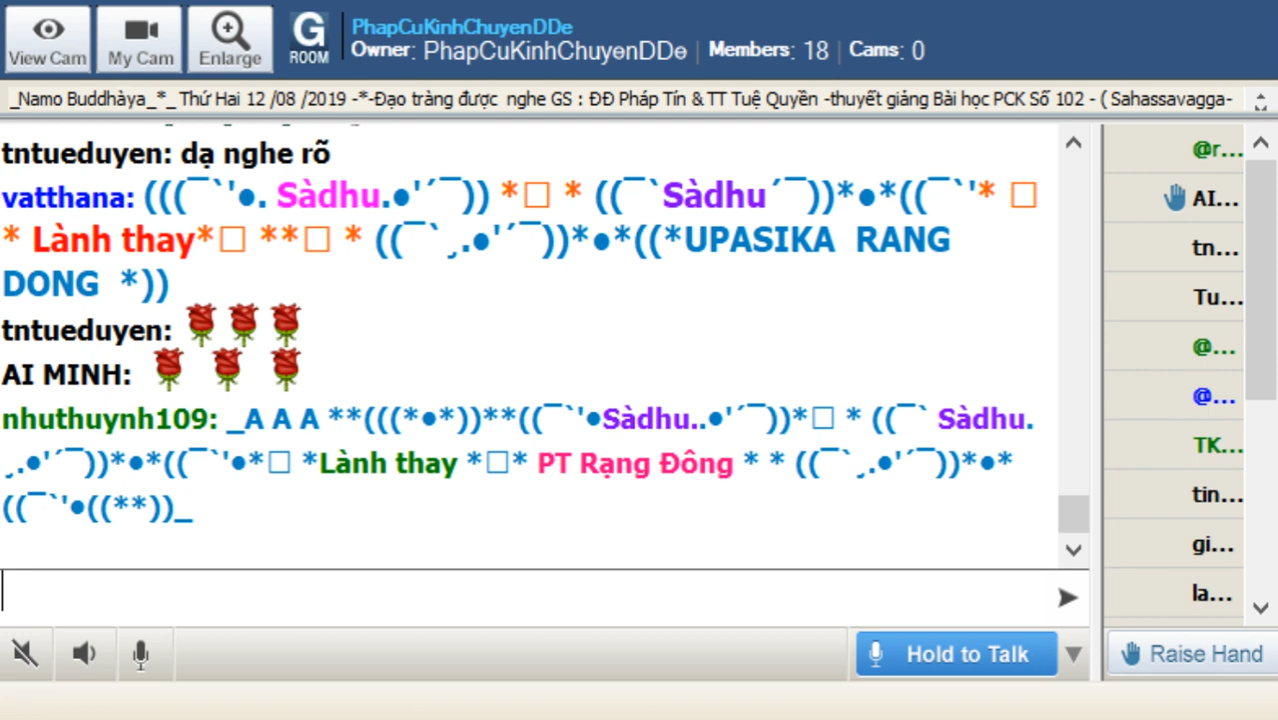 PhapCuKinhChuyenDDe
View Cam My Cam Enlarge G ROOM Owner: PhapCuKinhChuyenDDe | Members: 18 | Cams: 0
_Namo Buddhàya_*_ Thứ Hai 12 /08 /2019 -*-Đạo tràng được nghe GS : ĐĐ Pháp Tín & TT Tuệ Quyền -thuyết giảng Bài học PCK Số 102 - ( Sahassavagga-
tntueduyen: dạ nghe rõ
vatthana: (((¯`'●. Sàdhu.●'´¯)) *□ * ((¯`Sàdhu´¯))*●*((¯`'* □
* Lành thay*□ **□ * ((¯`¸.●'´¯))*●*((*UPASIKA RANG
DONG *))
tntueduyen: 🌹🌹🌹
AI MINH: 🌹 🌹 🌹
nhuthuynh109: _A A A **(((*●*))**((¯`'●Sàdhu..●'´¯))*□ * ((¯` Sàdhu.
¸.●'´¯))*●*((¯`'●*□ *Lành thay *□* PT Rạng Đông * * ((¯`¸.●'´¯))*●*
((¯`'●((**))_
@r...
AI...
tn...
Tu...
@...
@...
TK...
tin...
gi...
la...
Hold to Talk
Raise Hand